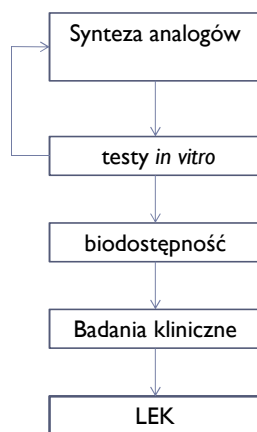 Synteza analogów
testy in vitro
biodostępność
Badania kliniczne
LEK